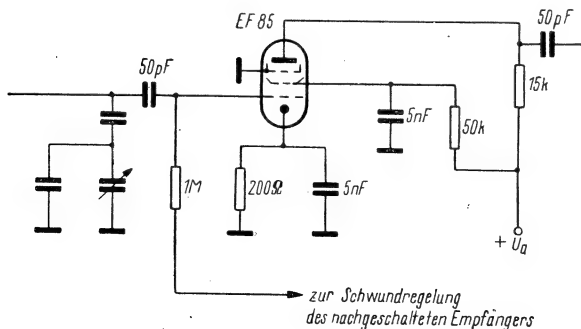 EF 85
50pF
50pF
15k
5nF
50k
1M
200Ω
5nF
+ Ua
zur Schwundregelung
des nachgeschalteten Empfängers